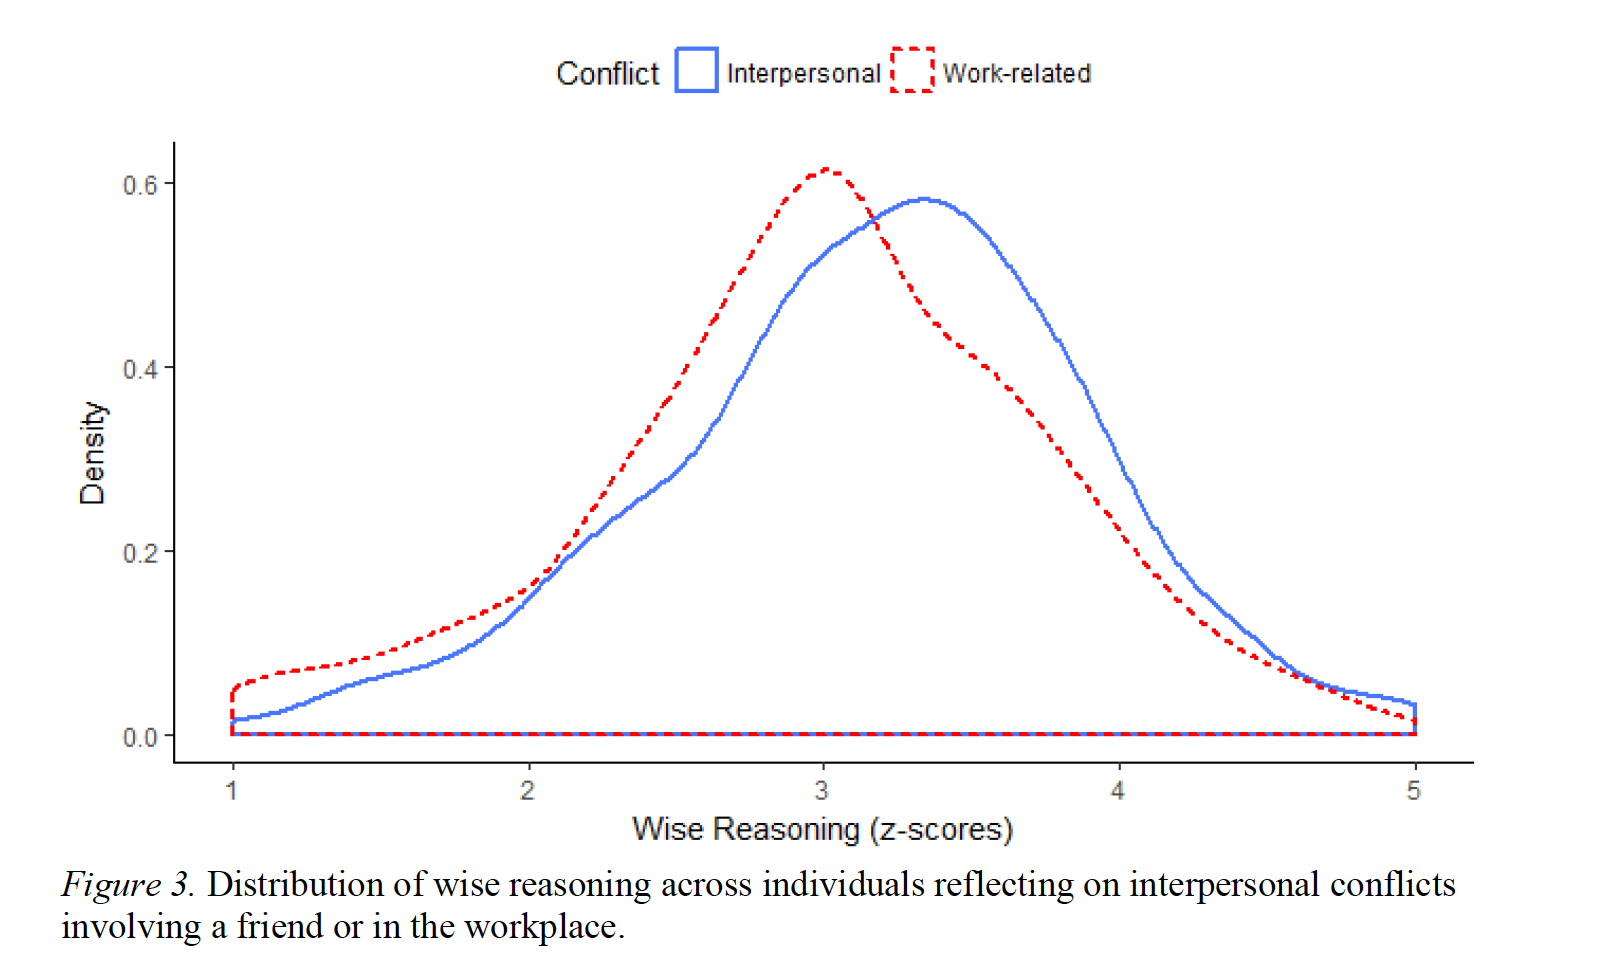 Conflict Interpersonal Work-related
0.6
0.4
0.2
0.0
Density
1 2 3 4 5
Wise Reasoning (z-scores)
Figure 3. Distribution of wise reasoning across individuals reflecting on interpersonal conflicts
involving a friend or in the workplace.